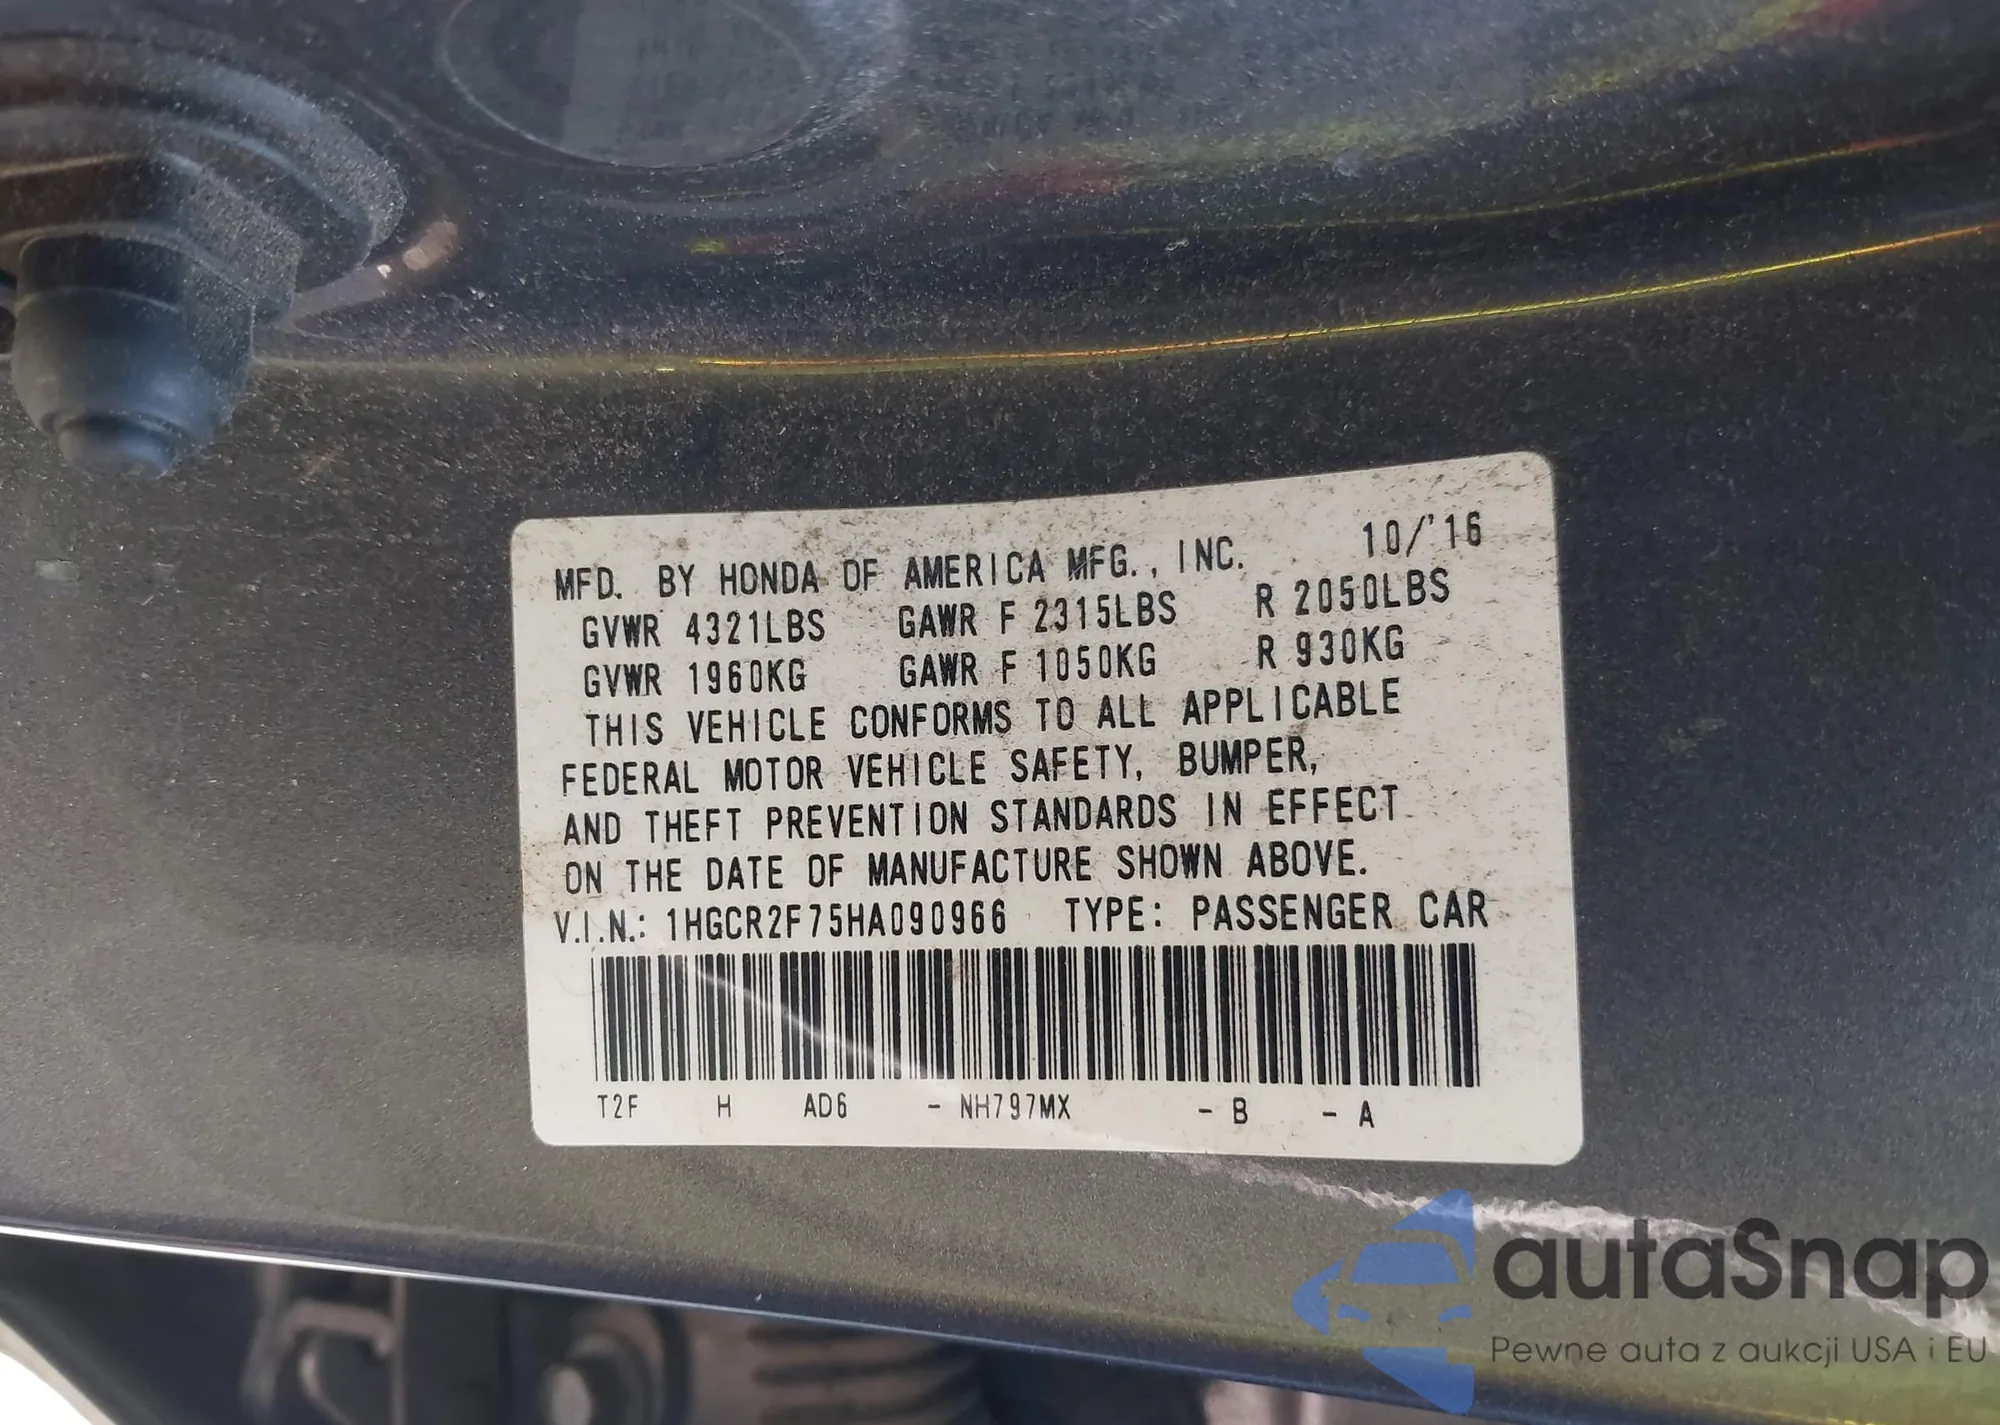 MFD. BY HONDA OF AMERICA MFG., INC. 10/'16
GVWR 4321LBS GAWR F 2315LBS R 2050LBS
GVWR 1960KG GAWR F 1050KG R 930KG
THIS VEHICLE CONFORMS TO ALL APPLICABLE
FEDERAL MOTOR VEHICLE SAFETY, BUMPER,
AND THEFT PREVENTION STANDARDS IN EFFECT
ON THE DATE OF MANUFACTURE SHOWN ABOVE.
V.I.N.: 1HGCR2F75HA090966 TYPE: PASSENGER CAR
T2F H AD6 - NH797MX - B - A
autaSnap
Pewne auta z aukcji USA i EU